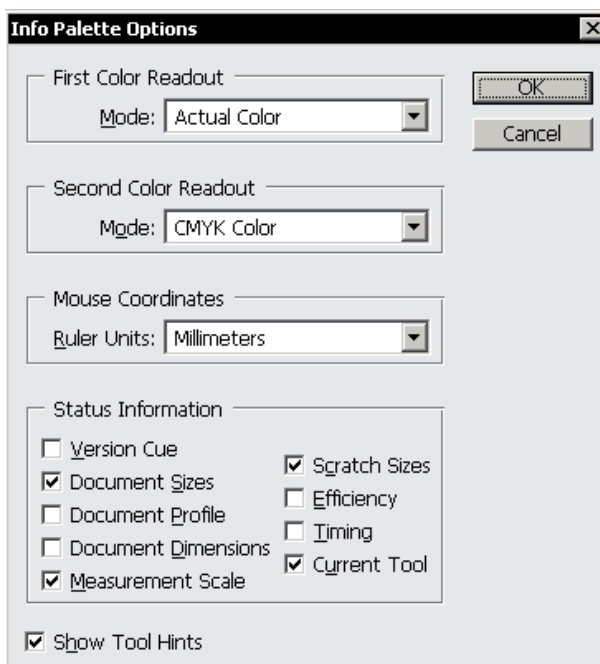 Info Palette Options
First Color Readout
Mode: Actual Color
OK
Cancel
Second Color Readout
Mode: CMYK Color
Mouse Coordinates
Ruler Units: Millimeters
Status Information
Version Cue
Document Sizes
Document Profile
Document Dimensions
Measurement Scale
Scratch Sizes
Efficiency
Timing
Current Tool
Show Tool Hints